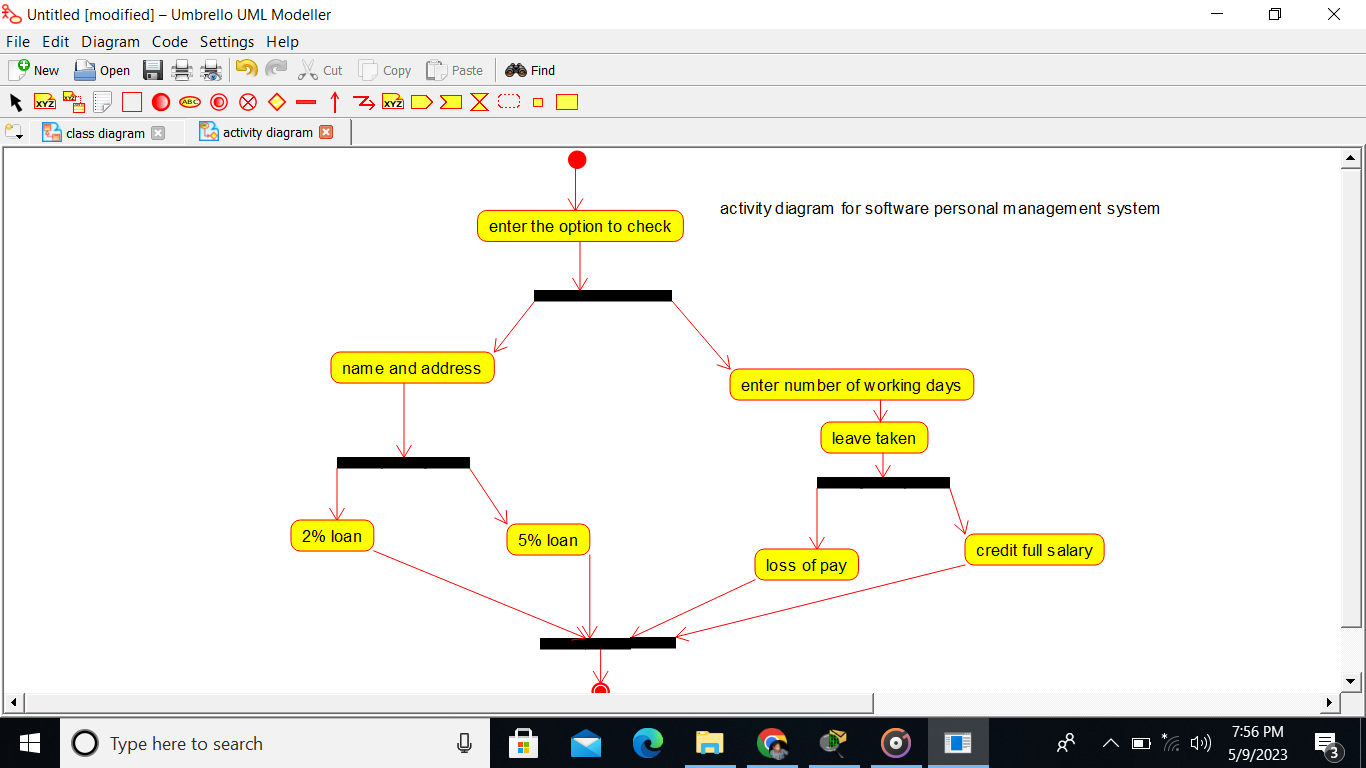 Untitled [modified] – Umbrello UML Modeller
File Edit Diagram Code Settings Help
New Open Cut Copy Paste Find
XYZ XYZ ABC XYZ
class diagram activity diagram
activity diagram for software personal management system
enter the option to check
name and address
enter number of working days
leave taken
2% loan
5% loan
loss of pay
credit full salary
Type here to search
7:56 PM
5/9/2023
3